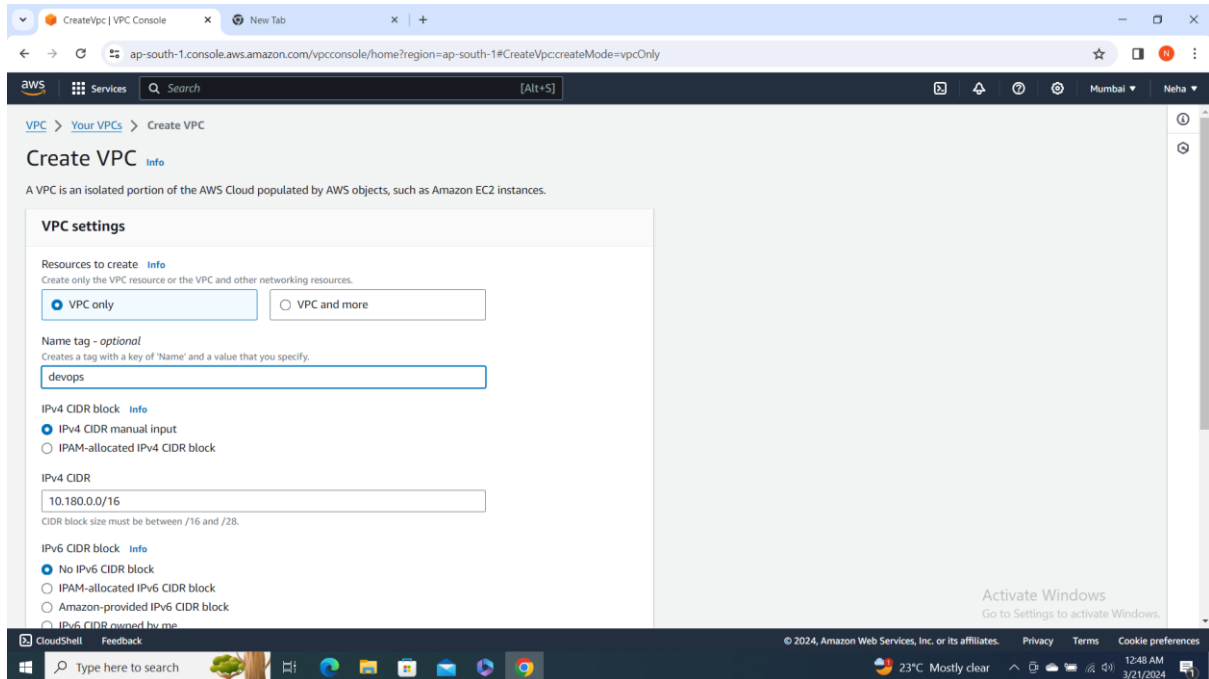 CreateVpc | VPC Console
New Tab
ap-south-1.console.aws.amazon.com/vpcconsole/home?region=ap-south-1#CreateVpc:createMode=vpcOnly
N
aws Services Search [Alt+S] Mumbai Neha
VPC > Your VPCs > Create VPC
Create VPC Info
A VPC is an isolated portion of the AWS Cloud populated by AWS objects, such as Amazon EC2 instances.
VPC settings
Resources to create Info
Create only the VPC resource or the VPC and other networking resources.
VPC only VPC and more
Name tag - optional
Creates a tag with a key of 'Name' and a value that you specify.
devops
IPv4 CIDR block Info
IPv4 CIDR manual input
IPAM-allocated IPv4 CIDR block
IPv4 CIDR
10.180.0.0/16
CIDR block size must be between /16 and /28.
IPv6 CIDR block Info
No IPv6 CIDR block
IPAM-allocated IPv6 CIDR block
Amazon-provided IPv6 CIDR block
IPv6 CIDR owned by me
Activate Windows
Go to Settings to activate Windows.
CloudShell Feedback © 2024, Amazon Web Services, Inc. or its affiliates. Privacy Terms Cookie preferences
Type here to search 23°C Mostly clear 12:48 AM
3/21/2024